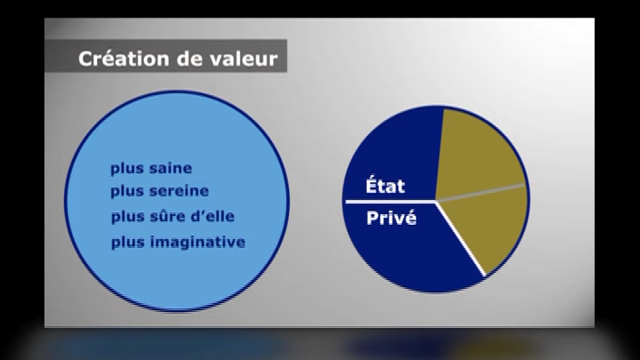 Création de valeur
plus saine
plus sereine
plus sûre d’elle
plus imaginative
État
Privé